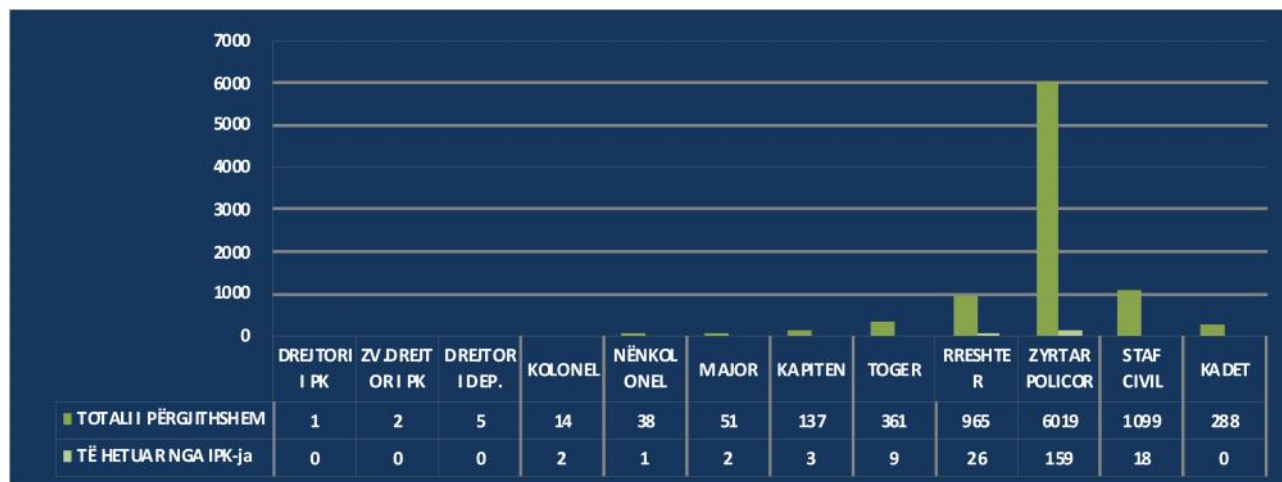 7000
6000
5000
4000
3000
2000
1000
0
DREJTORI I PK ZV.DREJTOR I PK DREJTOR I DEP. KOLONEL NËNKOLONEL MAJOR KAPITEN TOGER RRESHTER ZYRTAR POLICOR STAF CIVIL KADET
TOTALI I PËRGJITHSHEM 1 2 5 14 38 51 137 361 965 6019 1099 288
TË HETUAR NGA IPK-ja 0 0 0 2 1 2 3 9 26 159 18 0